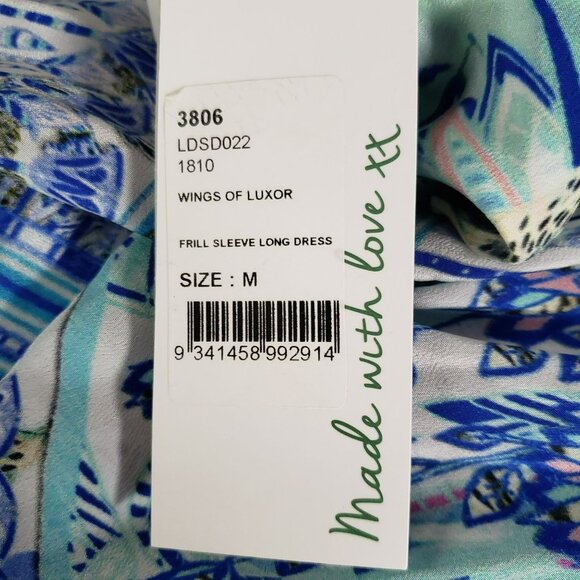 3806
LDSD022
1810
WINGS OF LUXOR
FRILL SLEEVE LONG DRESS
SIZE : M
9 341458 992914
Made with love xx